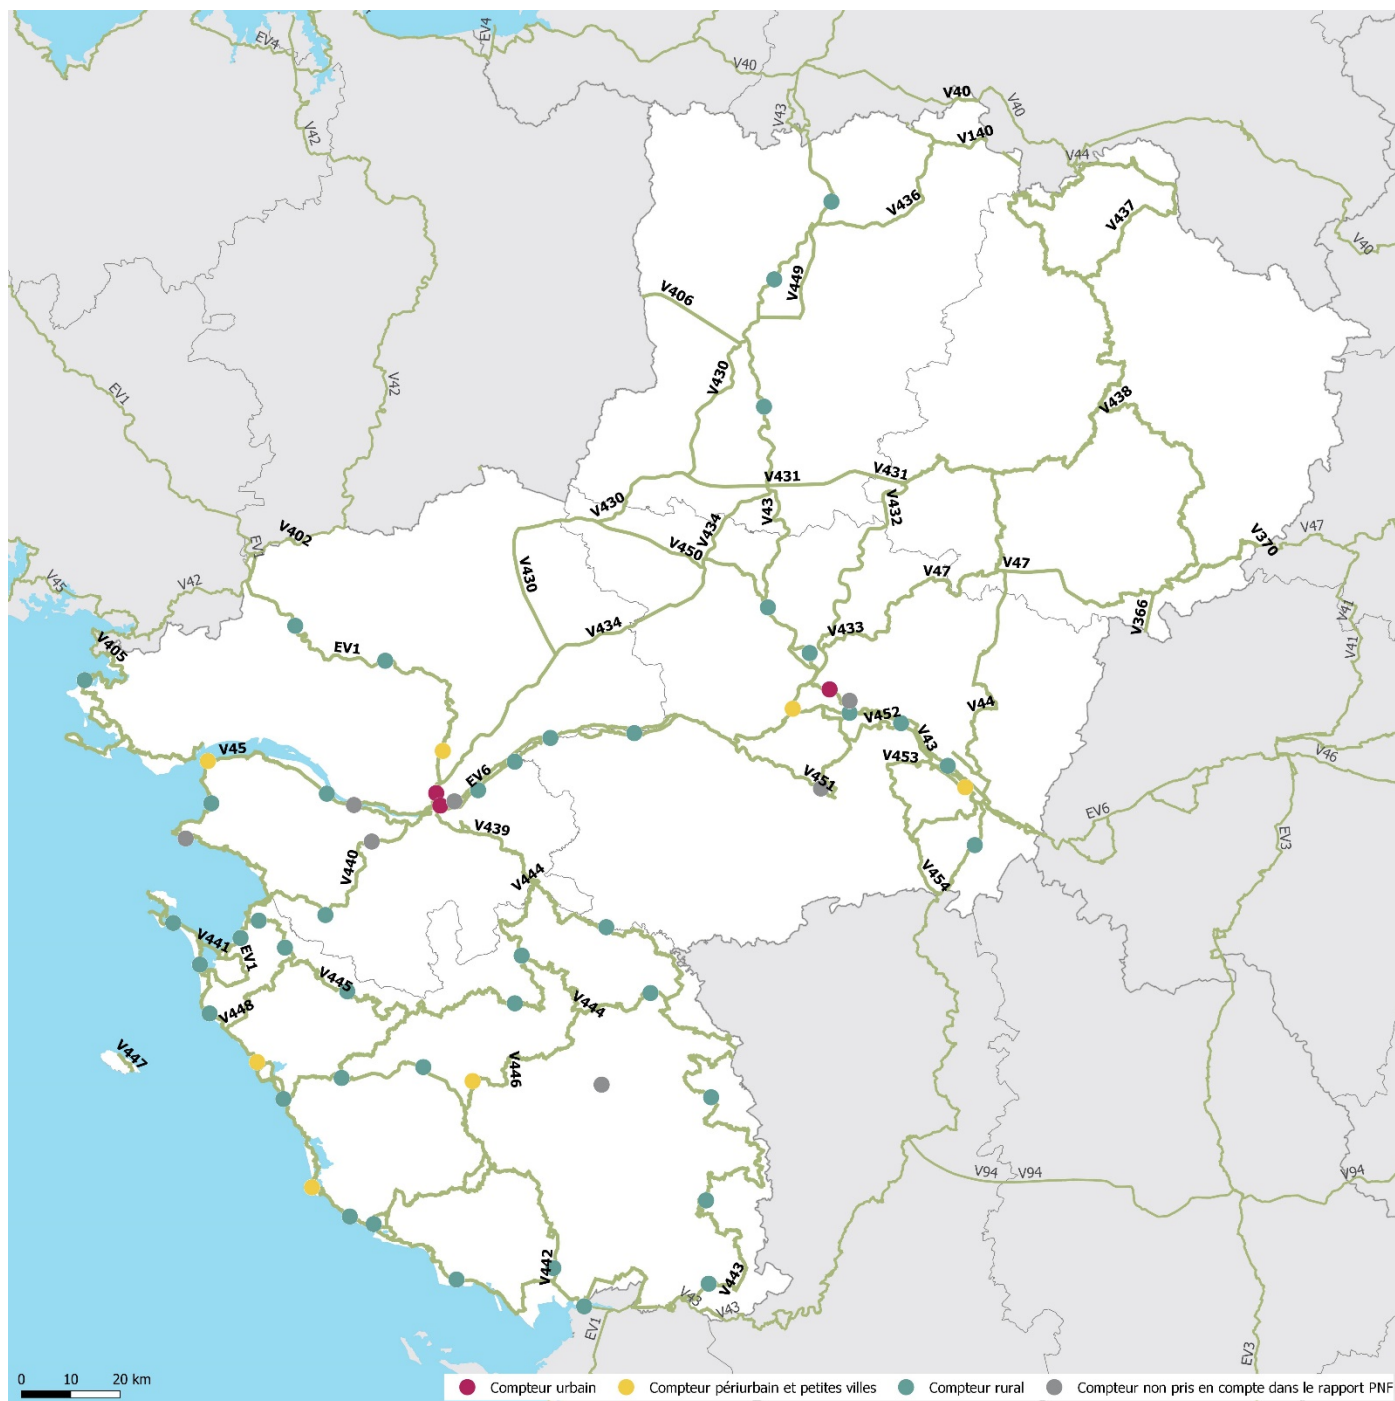 EV4
EV4
V40
V40
V40
V43
V42
V140
V44
V436
V437
V40
V449
V406
EV1
V42
V430
V438
V431
V431
V430
V43
V432
V434
V402
EV1
V450
V47
V370
V45
V42
V430
V47
V47
V366
V41
V41
V405
EV1
V434
V433
V44
V452
V43
V45
V453
V46
EV6
V451
EV6
EV3
V439
V440
V444
V454
V441
EV1
V445
V448
V444
V447
V446
V94
V94
V94
V442
V443
V43
V43
EV1
EV3
0 10 20 km
Compteur urbain Compteur périurbain et petites villes Compteur rural Compteur non pris en compte dans le rapport PNF